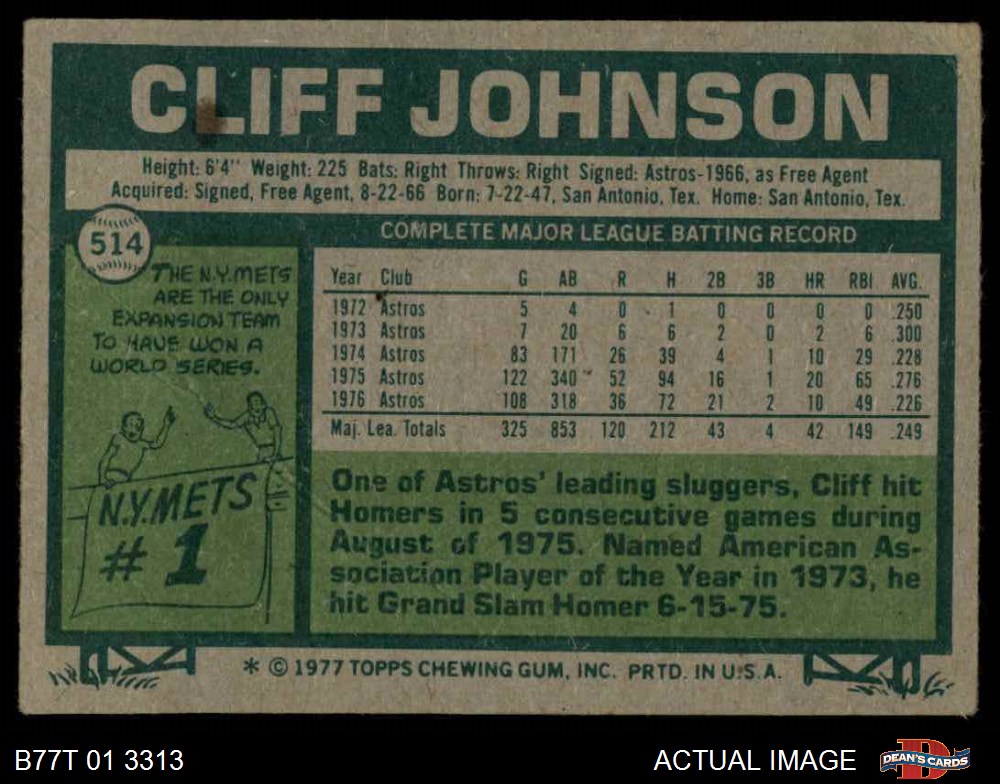 CLIFF JOHNSON
Height: 6'4" Weight: 225 Bats: Right Throws: Right Signed: Astros-1966, as Free Agent
Acquired: Signed, Free Agent, 8-22-66 Born: 7-22-47, San Antonio, Tex. Home: San Antonio, Tex.
514
THE N.Y. METS
ARE THE ONLY
EXPANSION TEAM
TO HAVE WON A
WORLD SERIES.
N.Y. METS
# 1
COMPLETE MAJOR LEAGUE BATTING RECORD
Year Club G AB R H 2B 3B HR RBI AVG.
1972 Astros 5 4 0 1 0 0 0 0 .250
1973 Astros 7 20 6 6 2 0 2 6 .300
1974 Astros 83 171 26 39 4 1 10 29 .228
1975 Astros 122 340 52 94 16 1 20 65 .276
1976 Astros 108 318 36 72 21 2 10 49 .226
Maj. Lea. Totals 325 853 120 212 43 4 42 149 .249
One of Astros' leading sluggers, Cliff hit
Homers in 5 consecutive games during
August of 1975. Named American As-
sociation Player of the Year in 1973, he
hit Grand Slam Homer 6-15-75.
* © 1977 TOPPS CHEWING GUM, INC. PRTD. IN U.S.A.
B77T 01 3313
ACTUAL IMAGE
D
DEAN'S CARDS